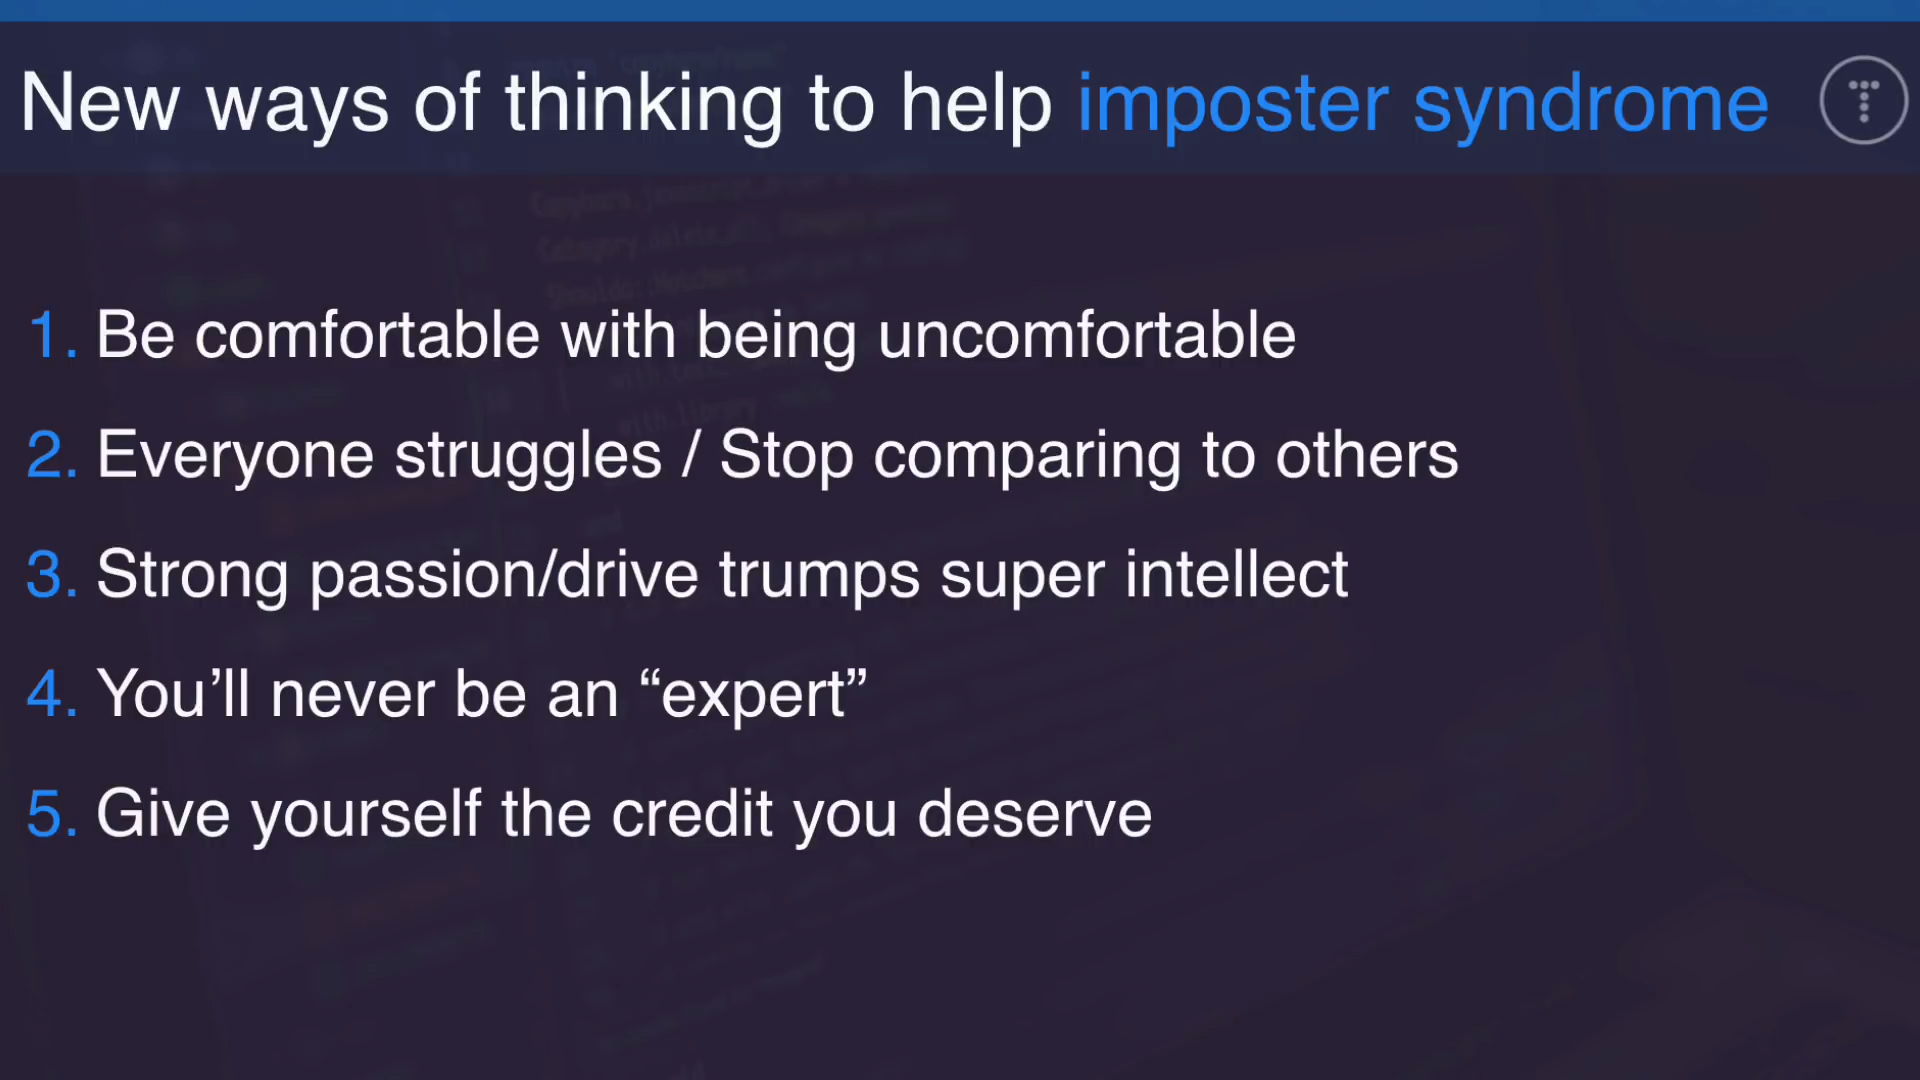 New ways of thinking to help imposter syndrome
1. Be comfortable with being uncomfortable
2. Everyone struggles / Stop comparing to others
3. Strong passion/drive trumps super intellect
4. You’ll never be an “expert”
5. Give yourself the credit you deserve